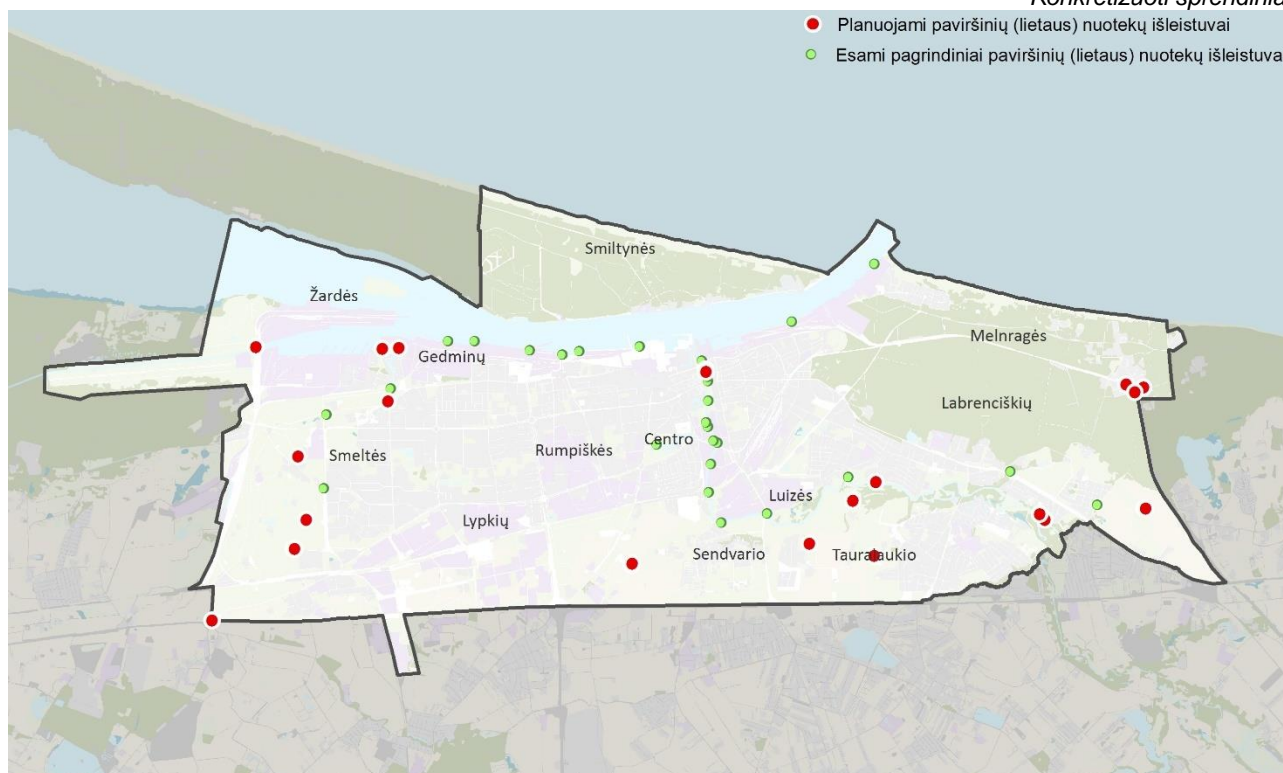 Konkretizuoti sprendinia
Planuojami paviršinių (lietaus) nuotekų išleistuvai
Esami pagrindiniai paviršinių (lietaus) nuotekų išleistuva
Smiltynės
Žardės
Melnragės
Gedminų
Labrenciškių
Centro
Rumpiškės
Smeltės
Luizės
Lypkių
Sendvario
Tauralaukio